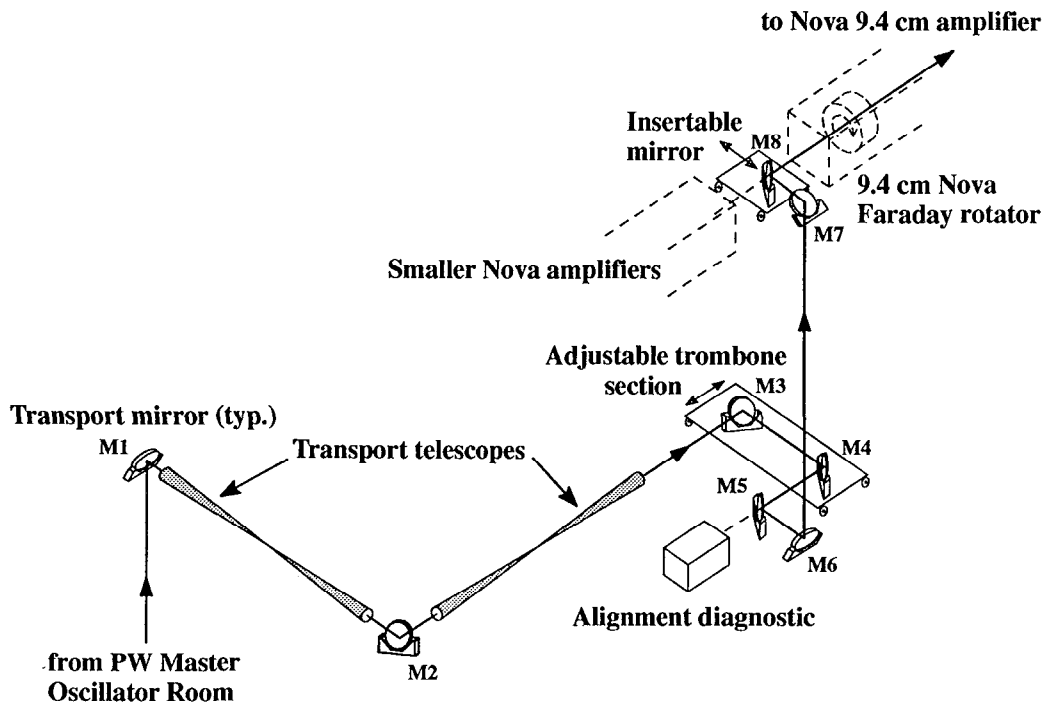 to Nova 9.4 cm amplifier
Insertable
mirror
M8
9.4 cm Nova
Faraday rotator
M7
Smaller Nova amplifiers
Adjustable trombone
section
M3
Transport mirror (typ.)
M1
Transport telescopes
M4
M5
M6
Alignment diagnostic
M2
from PW Master
Oscillator Room